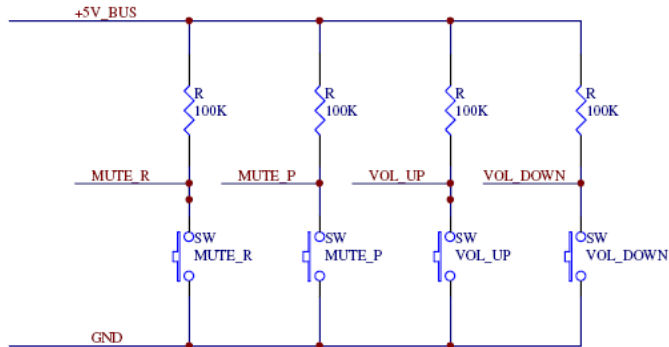 +5V_BUS
R
100K
R
100K
R
100K
R
100K
MUTE_R
MUTE_P
VOL_UP
VOL_DOWN
SW
MUTE_R
SW
MUTE_P
SW
VOL_UP
SW
VOL_DOWN
GND